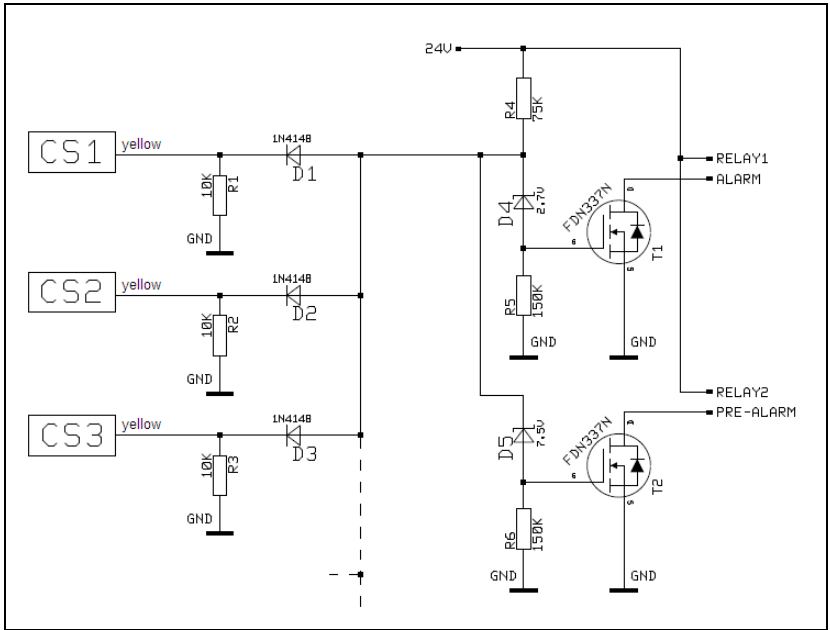 24V
R4
75K
CS1
yellow
1N4148
D1
10K
R1
GND
RELAY1
ALARM
D4
2.7V
FDN337N
D
G
S
T1
CS2
yellow
1N4148
D2
10K
R2
GND
R5
150K
GND
GND
RELAY2
PRE-ALARM
CS3
yellow
1N4148
D3
10K
R3
GND
D5
7.5V
FDN337N
D
G
S
T2
R6
150K
GND
GND